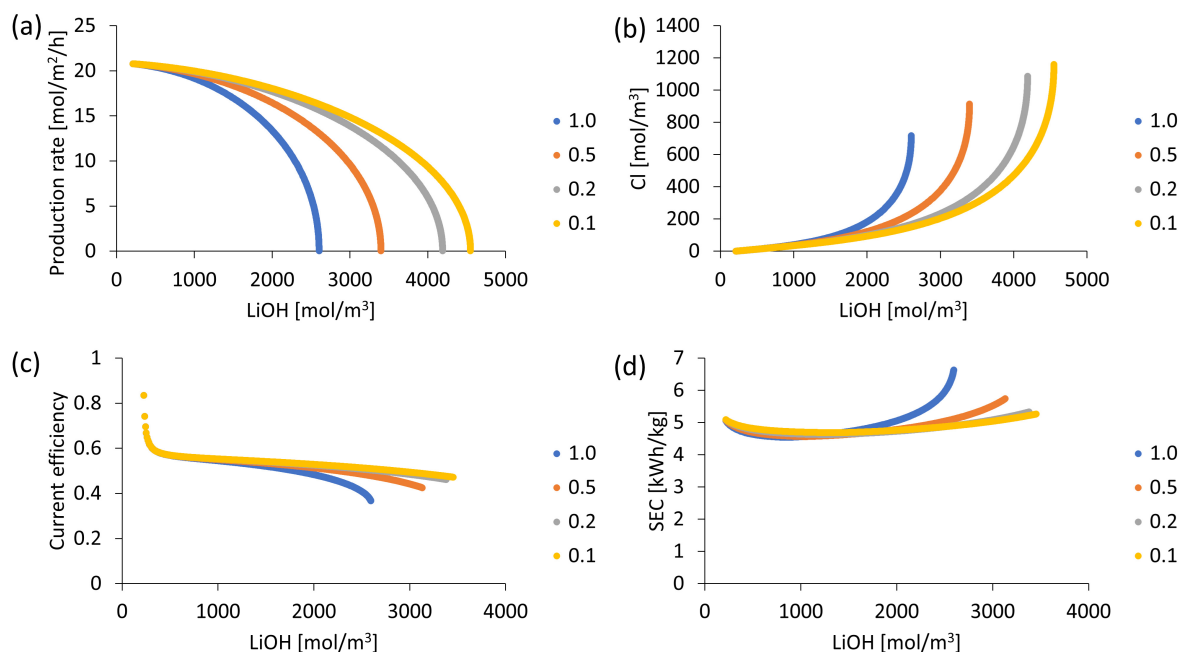 (a)
Production rate [mol/m²/h]
25
20
15
10
5
0
0 1000 2000 3000 4000 5000
LiOH [mol/m³]
1.0
0.5
0.2
0.1
(b)
Cl [mol/m³]
1400
1200
1000
800
600
400
200
0
0 1000 2000 3000 4000 5000
LiOH [mol/m³]
1.0
0.5
0.2
0.1
(c)
Current efficiency
1
0.8
0.6
0.4
0.2
0
0 1000 2000 3000 4000
LiOH [mol/m³]
1.0
0.5
0.2
0.1
(d)
SEC [kWh/kg]
7
6
5
4
3
2
1
0
0 1000 2000 3000 4000
LiOH [mol/m³]
1.0
0.5
0.2
0.1